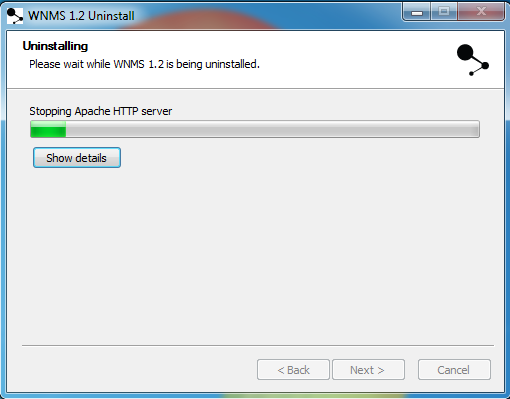 WNMS 1.2 Uninstall
Uninstalling
Please wait while WNMS 1.2 is being uninstalled.
Stopping Apache HTTP server
Show details
< Back
Next >
Cancel